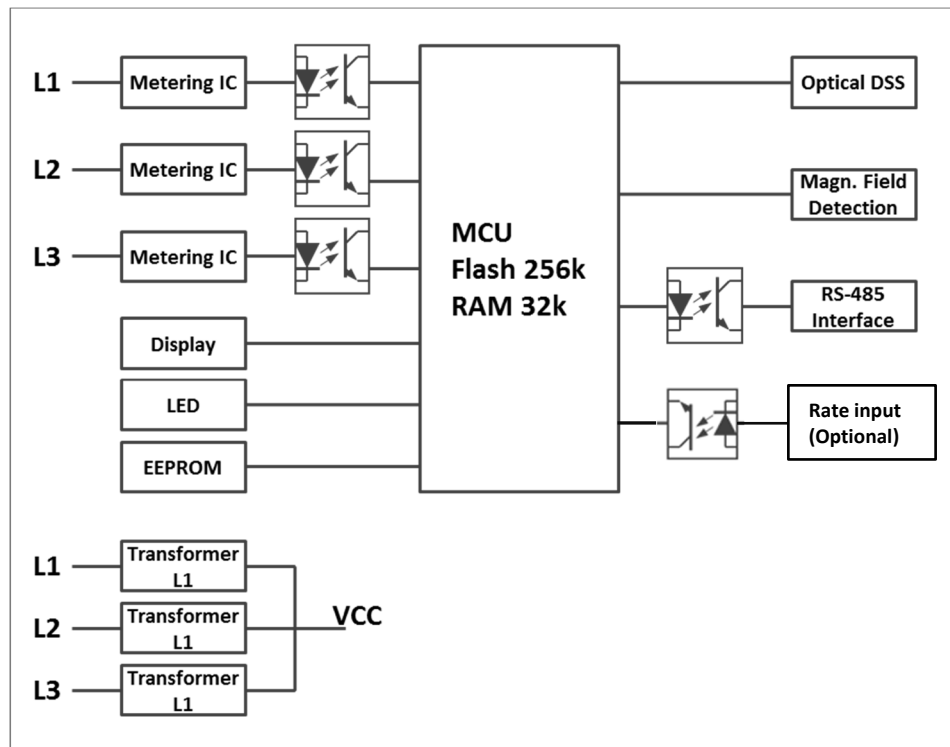 L1
Metering IC
L2
Metering IC
L3
Metering IC
Display
LED
EEPROM
MCU
Flash 256k
RAM 32k
Optical DSS
Magn. Field
Detection
RS-485
Interface
Rate input
(Optional)
L1
Transformer
L1
L2
Transformer
L1
L3
Transformer
L1
VCC